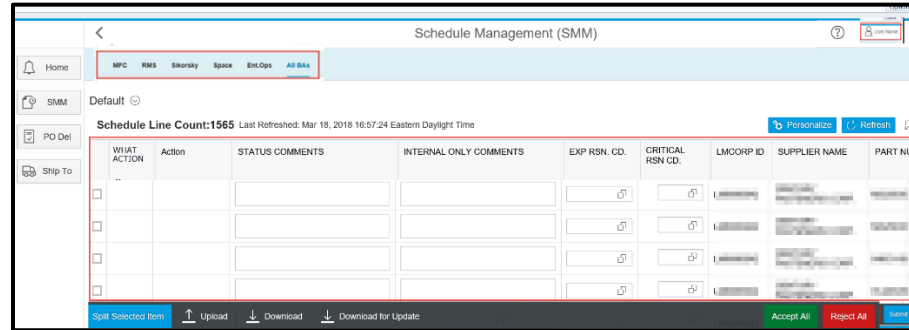 Schedule Management (SMM)
User Name
MFC RMS Sikorsky Space Ent.Ops All BAs
Home
SMM
PO Del
Ship To
Default
Schedule Line Count:1565 Last Refreshed: Mar 18, 2018 16:57:24 Eastern Daylight Time
Personalize Refresh
WHAT ACTION Action STATUS COMMENTS INTERNAL ONLY COMMENTS EXP RSN. CD. CRITICAL RSN CD. LMCORP ID SUPPLIER NAME PART NU
Split Selected Item Upload Download Download for Update Accept All Reject All Submit